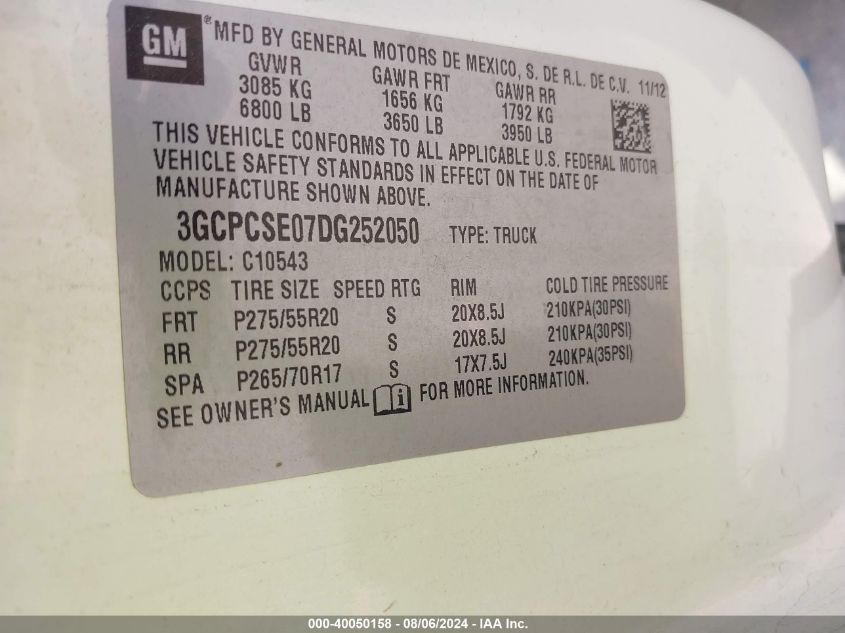 GM
®MFD BY GENERAL MOTORS DE MEXICO, S. DE R.L. DE C.V. 11/12
GVWR GAWR FRT GAWR RR
3085 KG 1656 KG 1792 KG
6800 LB 3650 LB 3950 LB
THIS VEHICLE CONFORMS TO ALL APPLICABLE U.S. FEDERAL MOTOR
VEHICLE SAFETY STANDARDS IN EFFECT ON THE DATE OF
MANUFACTURE SHOWN ABOVE.
3GCPCSE07DG252050 TYPE: TRUCK
MODEL: C10543
CCPS TIRE SIZE SPEED RTG RIM COLD TIRE PRESSURE
FRT P275/55R20 S 20X8.5J 210KPA(30PSI)
RR P275/55R20 S 20X8.5J 210KPA(30PSI)
SPA P265/70R17 S 17X7.5J 240KPA(35PSI)
SEE OWNER'S MANUAL i FOR MORE INFORMATION.
000-40050158 - 08/06/2024 - IAA Inc.